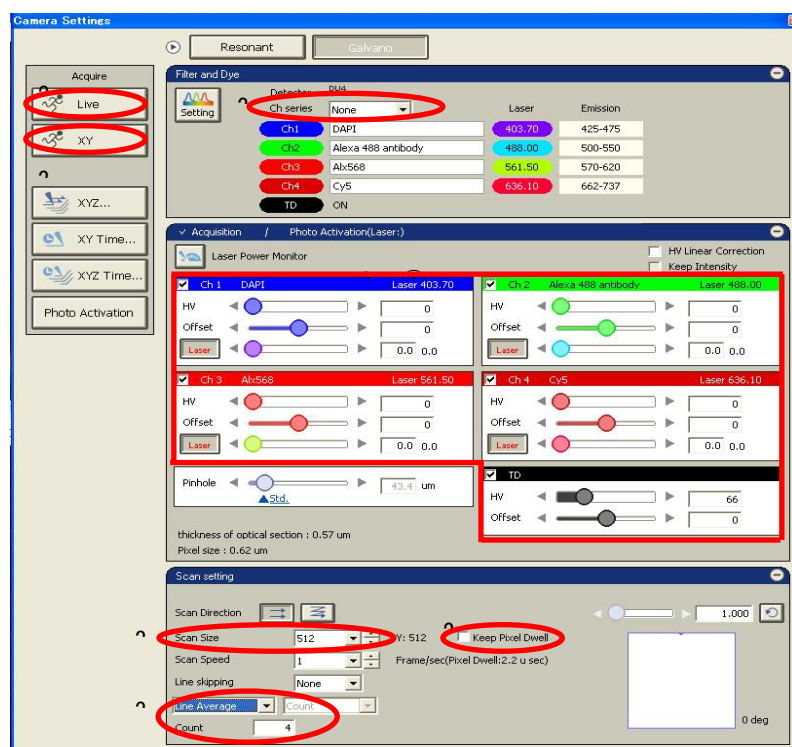 Camera Settings
Resonant Galvano
Acquire
Live
XY
XYZ...
XY Time...
XYZ Time...
Photo Activation
Filter and Dye
Detector DU4
Setting
Ch series None Laser Emission
Ch1 DAPI 403.70 425-475
Ch2 Alexa 488 antibody 488.00 500-550
Ch3 Alx568 561.50 570-620
Ch4 Cy5 636.10 662-737
TD ON
Acquisition / Photo Activation(Laser:)
Laser Power Monitor
HV Linear Correction
Keep Intensity
Ch 1 DAPI Laser 403.70
HV 0
Offset 0
Laser 0.0 0.0
Ch 2 Alexa 488 antibody Laser 488.00
HV 0
Offset 0
Laser 0.0 0.0
Ch 3 Alx568 Laser 561.50
HV 0
Offset 0
Laser 0.0 0.0
Ch 4 Cy5 Laser 636.10
HV 0
Offset 0
Laser 0.0 0.0
Pinhole 43.4 um
Std.
TD
HV 66
Offset 0
thickness of optical section : 0.57 um
Pixel size : 0.62 um
Scan setting
Scan Direction 1.000
Scan Size 512 Y: 512 Keep Pixel Dwell
Scan Speed 1 Frame/sec(Pixel Dwell:2.2 u sec)
Line skipping None
Line Average Count
Count 4
0 deg